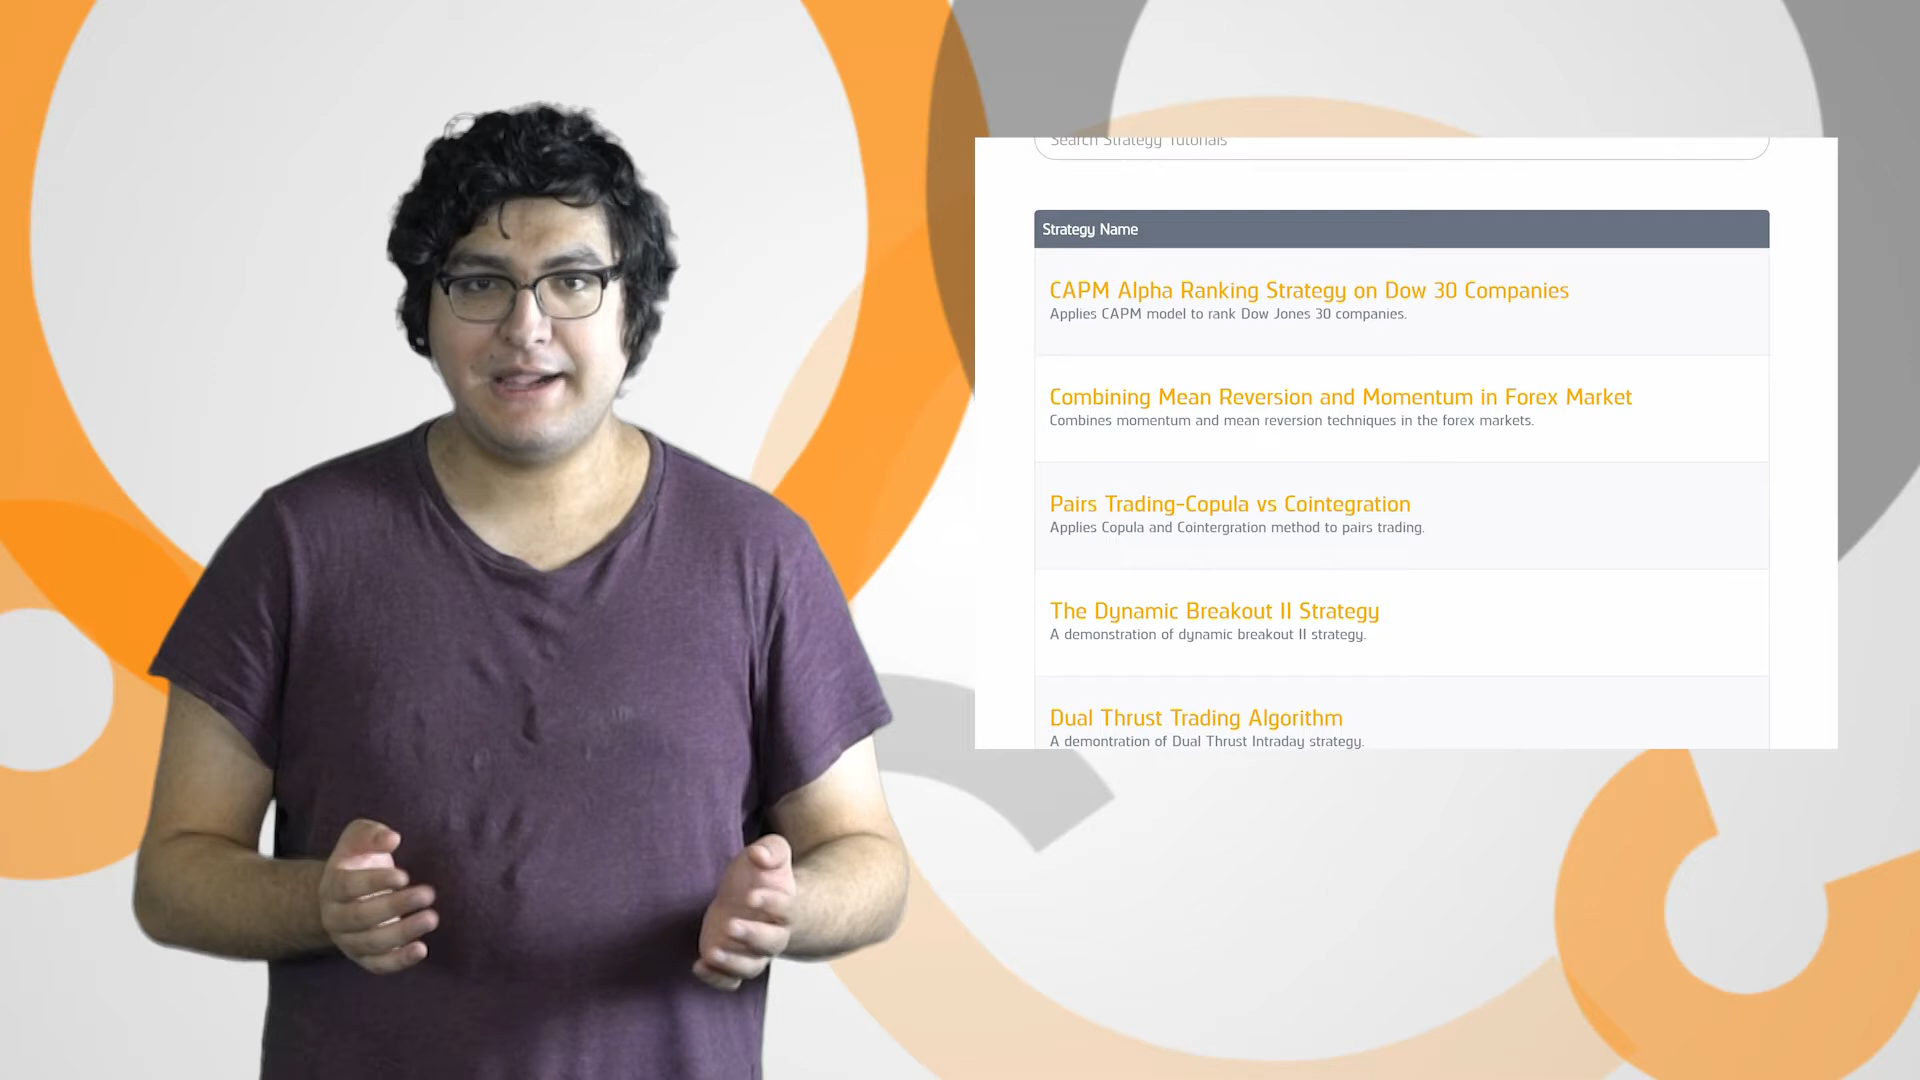 Search Strategy Tutorials
Strategy Name
CAPM Alpha Ranking Strategy on Dow 30 Companies
Applies CAPM model to rank Dow Jones 30 companies.
Combining Mean Reversion and Momentum in Forex Market
Combines momentum and mean reversion techniques in the forex markets.
Pairs Trading-Copula vs Cointegration
Applies Copula and Cointergration method to pairs trading.
The Dynamic Breakout II Strategy
A demonstration of dynamic breakout II strategy.
Dual Thrust Trading Algorithm
A demontration of Dual Thrust Intraday strategy.